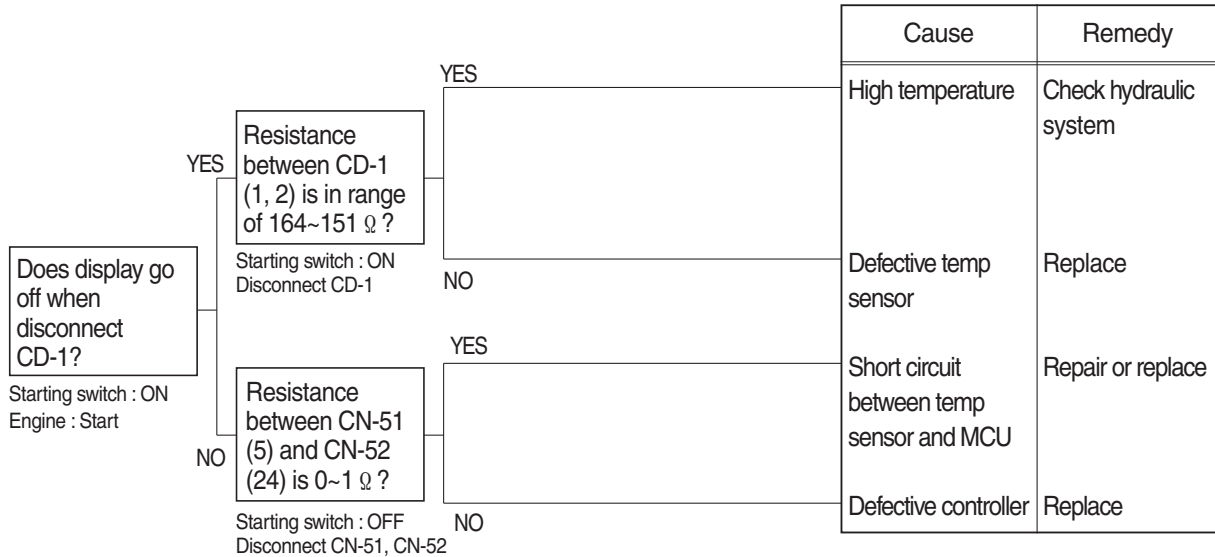 Cause Remedy
YES
High temperature
Check hydraulic
system
YES
Resistance
between CD-1
(1, 2) is in range
of 164~151 Ω ?
Starting switch : ON
Disconnect CD-1
NO
Defective temp
sensor
Replace
Does display go
off when
disconnect
CD-1?
Starting switch : ON
Engine : Start
YES
Short circuit
between temp
sensor and MCU
Repair or replace
NO
Resistance
between CN-51
(5) and CN-52
(24) is 0~1 Ω ?
Starting switch : OFF
Disconnect CN-51, CN-52
NO
Defective controller
Replace